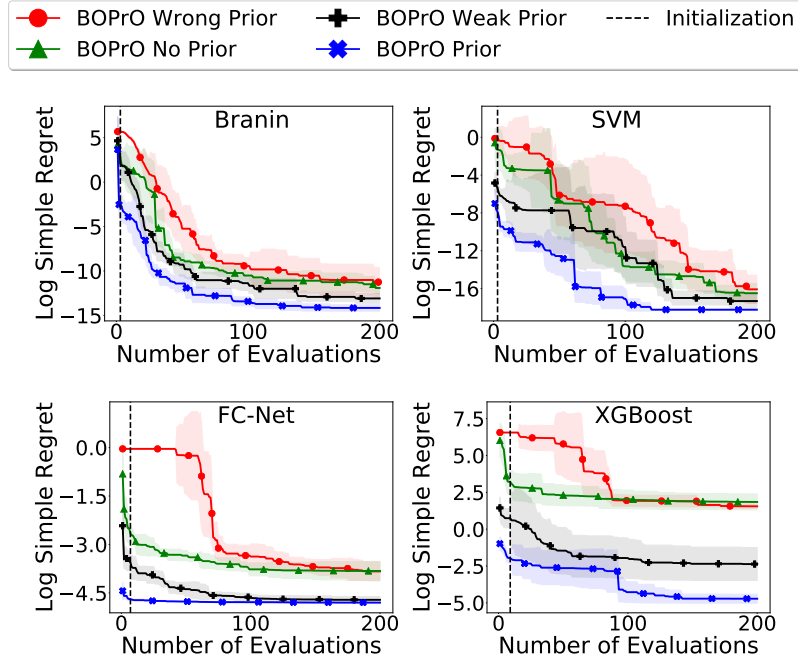 BOPrO Wrong Prior BOPrO Weak Prior Initialization
BOPrO No Prior BOPrO Prior
Branin
Log Simple Regret
5
0
−5
−10
−15
0 100 200
Number of Evaluations
SVM
Log Simple Regret
0
−4
−8
−12
−16
0 100 200
Number of Evaluations
FC-Net
Log Simple Regret
0.0
−1.5
−3.0
−4.5
0 100 200
Number of Evaluations
XGBoost
Log Simple Regret
7.5
5.0
2.5
0.0
−2.5
−5.0
0 100 200
Number of Evaluations